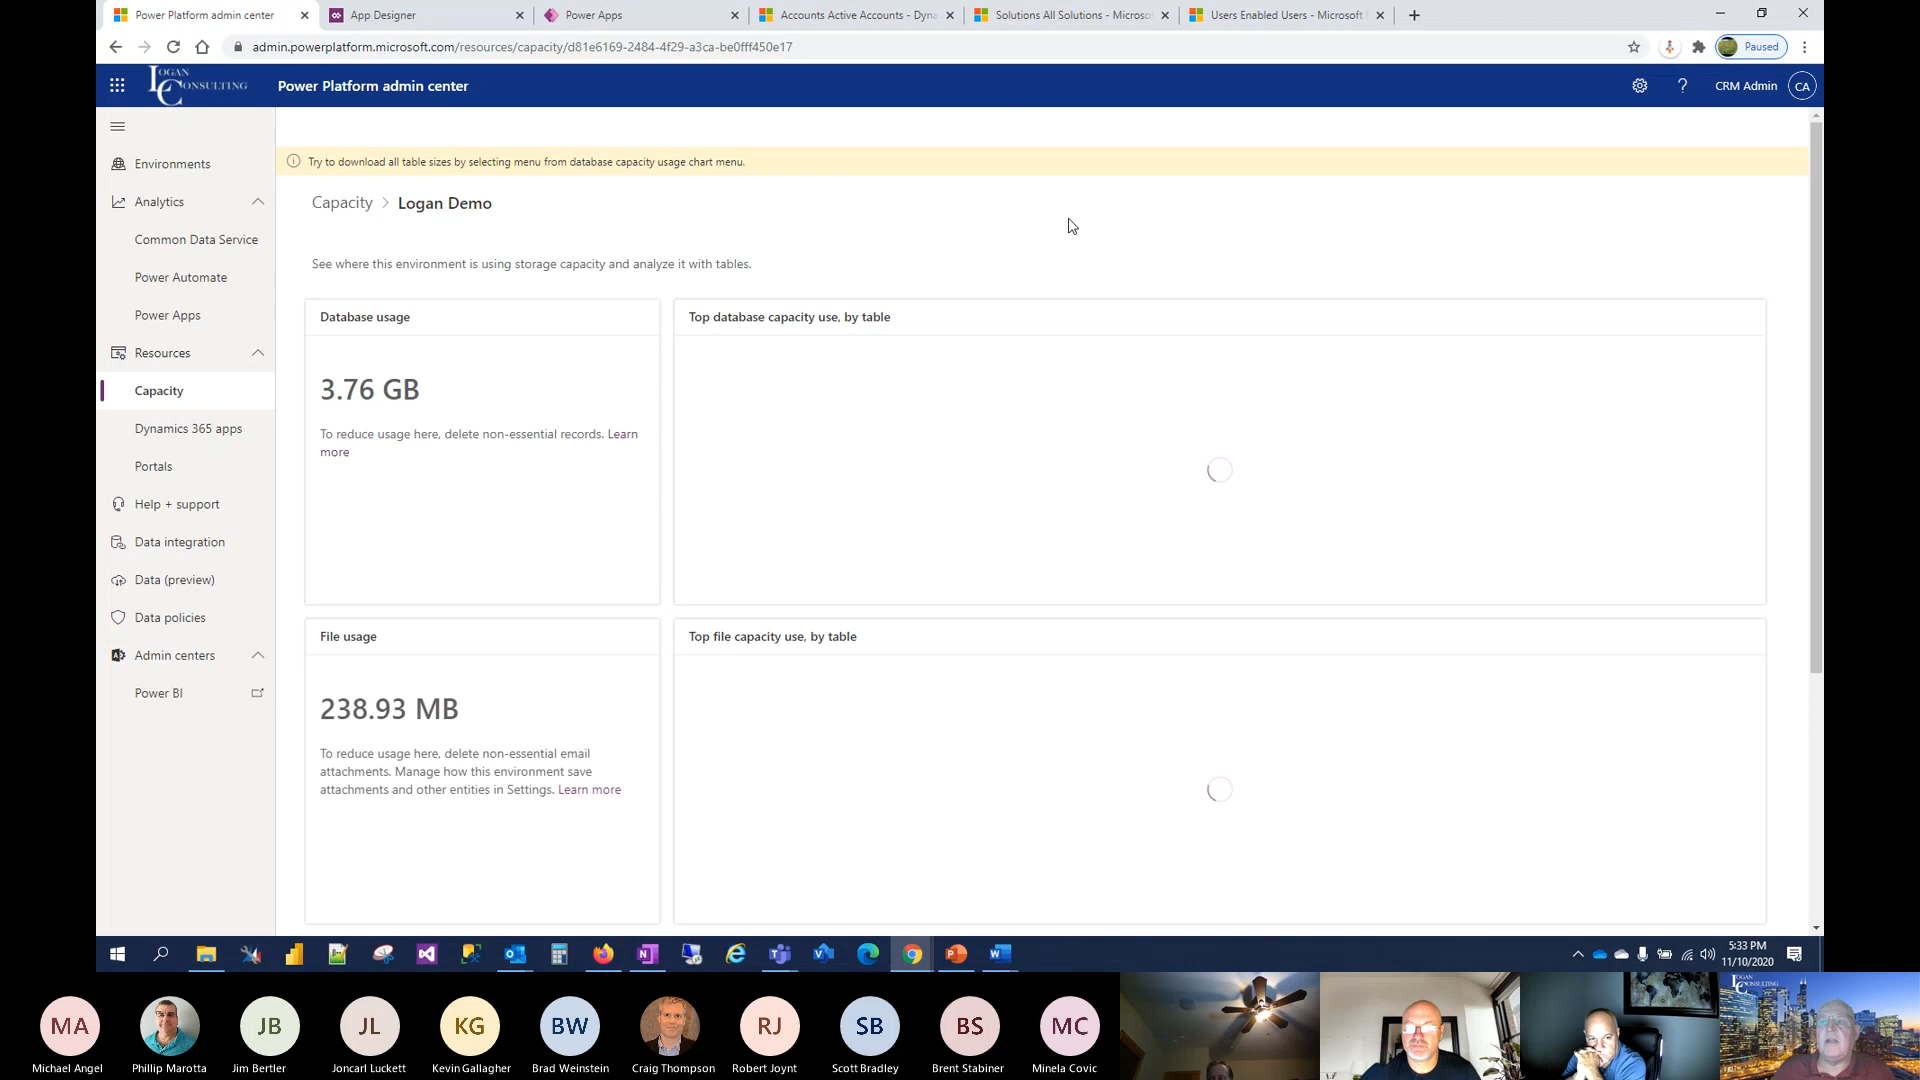 Power Platform admin center
App Designer
Power Apps
Accounts Active Accounts - Dyna
Solutions All Solutions - Microso
Users Enabled Users - Microsoft
admin.powerplatform.microsoft.com/resources/capacity/d81e6169-2484-4f29-a3ca-be0fff450e17
Paused
LOGAN
CONSULTING
Power Platform admin center
CRM Admin
CA
Environments
Analytics
Common Data Service
Power Automate
Power Apps
Resources
Capacity
Dynamics 365 apps
Portals
Help + support
Data integration
Data (preview)
Data policies
Admin centers
Power BI
Try to download all table sizes by selecting menu from database capacity usage chart menu.
Capacity > Logan Demo
See where this environment is using storage capacity and analyze it with tables.
Database usage
3.76 GB
To reduce usage here, delete non-essential records. Learn
more
Top database capacity use, by table
File usage
238.93 MB
To reduce usage here, delete non-essential email
attachments. Manage how this environment save
attachments and other entities in Settings. Learn more
Top file capacity use, by table
5:33 PM
11/10/2020
MA
JB
JL
KG
BW
RJ
SB
BS
MC
Michael Angel
Phillip Marotta
Jim Bertler
Joncarl Luckett
Kevin Gallagher
Brad Weinstein
Craig Thompson
Robert Joynt
Scott Bradley
Brent Stabiner
Minela Covic
LOGAN
CONSULTING